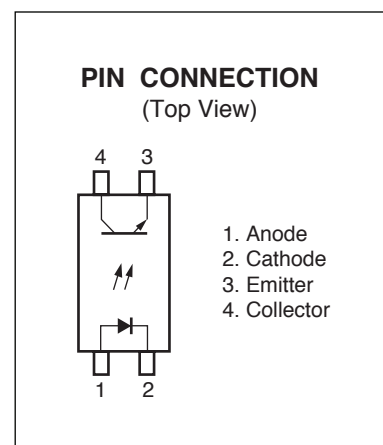 PIN CONNECTION
(Top View)
4 3
1. Anode
2. Cathode
3. Emitter
4. Collector
1 2